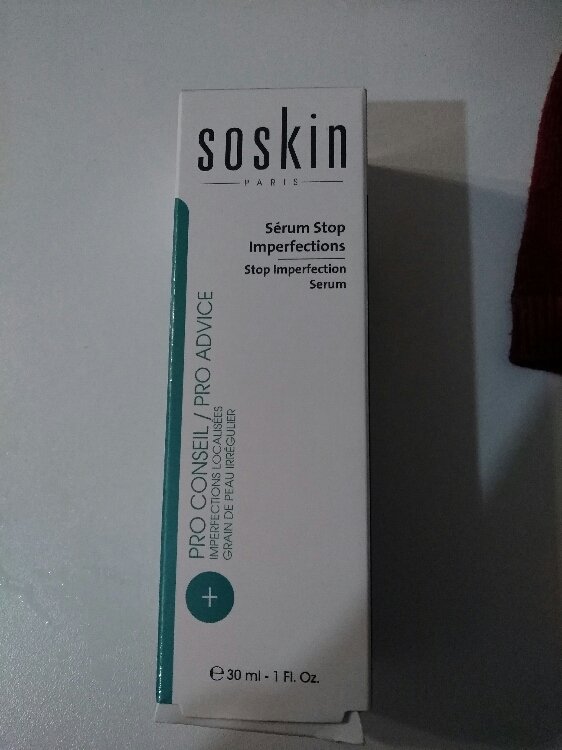 soskin
PARIS
Sérum Stop
Imperfections
Stop Imperfection
Serum
PRO CONSEIL / PRO ADVICE
IMPERFECTIONS LOCALISÉES
GRAIN DE PEAU IRRÉGULIER
+
℮ 30 ml - 1 Fl. Oz.